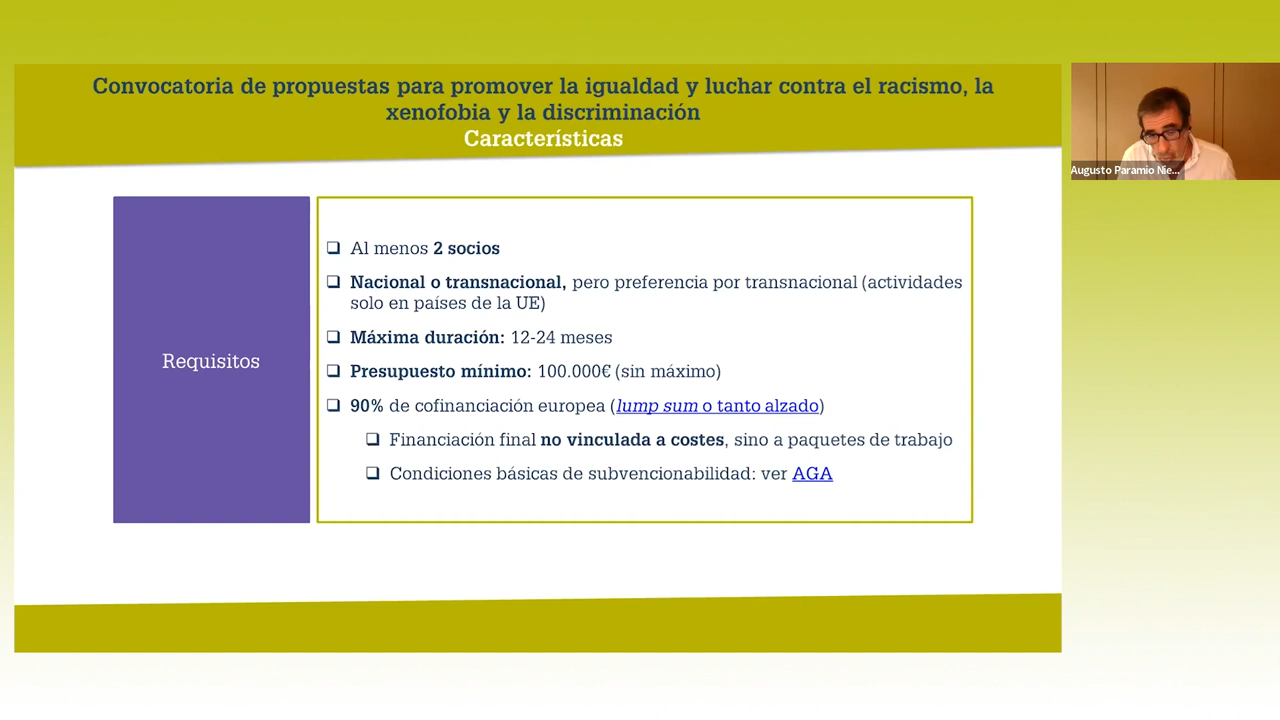 Convocatoria de propuestas para promover la igualdad y luchar contra el racismo, la
xenofobia y la discriminación
Características
Augusto Paramio Nie...
Requisitos
Al menos 2 socios
Nacional o transnacional, pero preferencia por transnacional (actividades
solo en países de la UE)
Máxima duración: 12-24 meses
Presupuesto mínimo: 100.000€ (sin máximo)
90% de cofinanciación europea (lump sum o tanto alzado)
Financiación final no vinculada a costes, sino a paquetes de trabajo
Condiciones básicas de subvencionabilidad: ver AGA